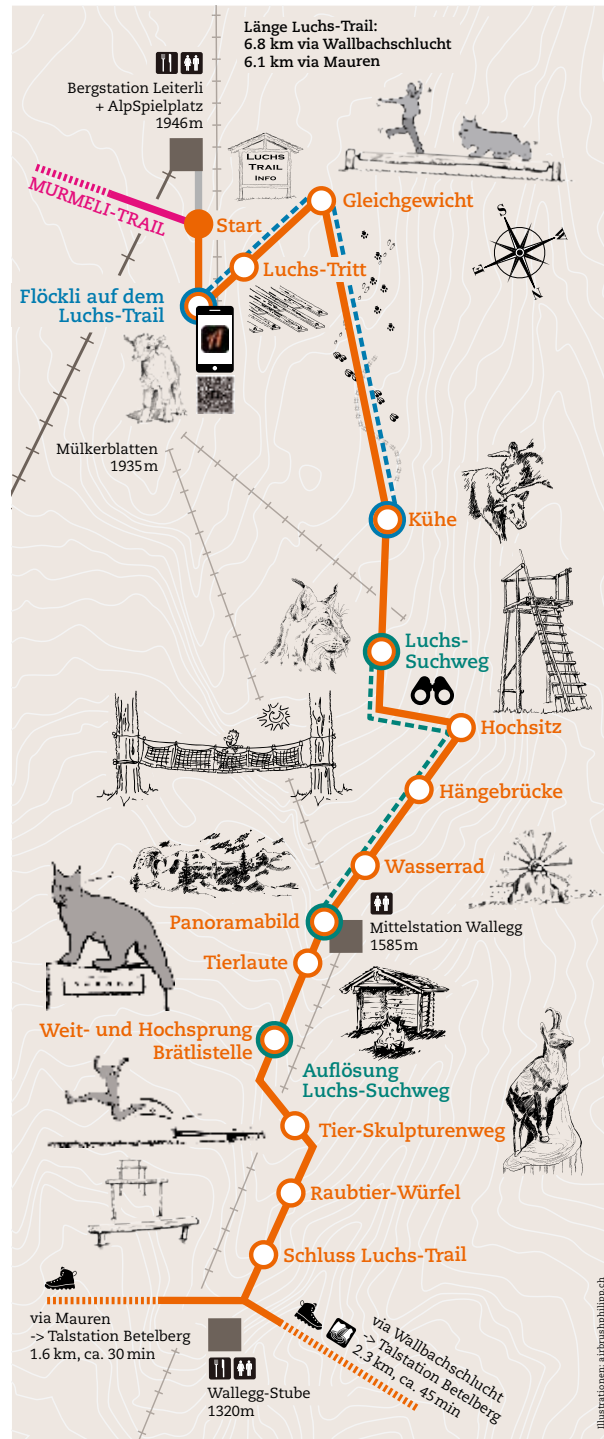 Länge Luchs-Trail:
6.8 km via Wallbachschlucht
6.1 km via Mauren
Bergstation Leiterli
+ AlpSpielplatz
1946m
LUCHS
TRAIL
INFO
MURMELI-TRAIL
Start
Gleichgewicht
S
W
E
N
Luchs-Tritt
Flöckli auf dem
Luchs-Trail
Mülkerblatten
1935m
Kühe
Luchs-
Suchweg
Hochsitz
Hängebrücke
Wasserrad
Panoramabild
Mittelstation Wallegg
1585m
Tierlaute
Weit- und Hochsprung
Brätlistelle
Auflösung
Luchs-Suchweg
Tier-Skulpturenweg
Raubtier-Würfel
Schluss Luchs-Trail
via Mauren
-> Talstation Betelberg
1.6 km, ca. 30 min
via Wallbachschlucht
-> Talstation Betelberg
2.3 km, ca. 45 min
Wallegg-Stube
1320m
Illustrationen: airbrushphilipp.ch